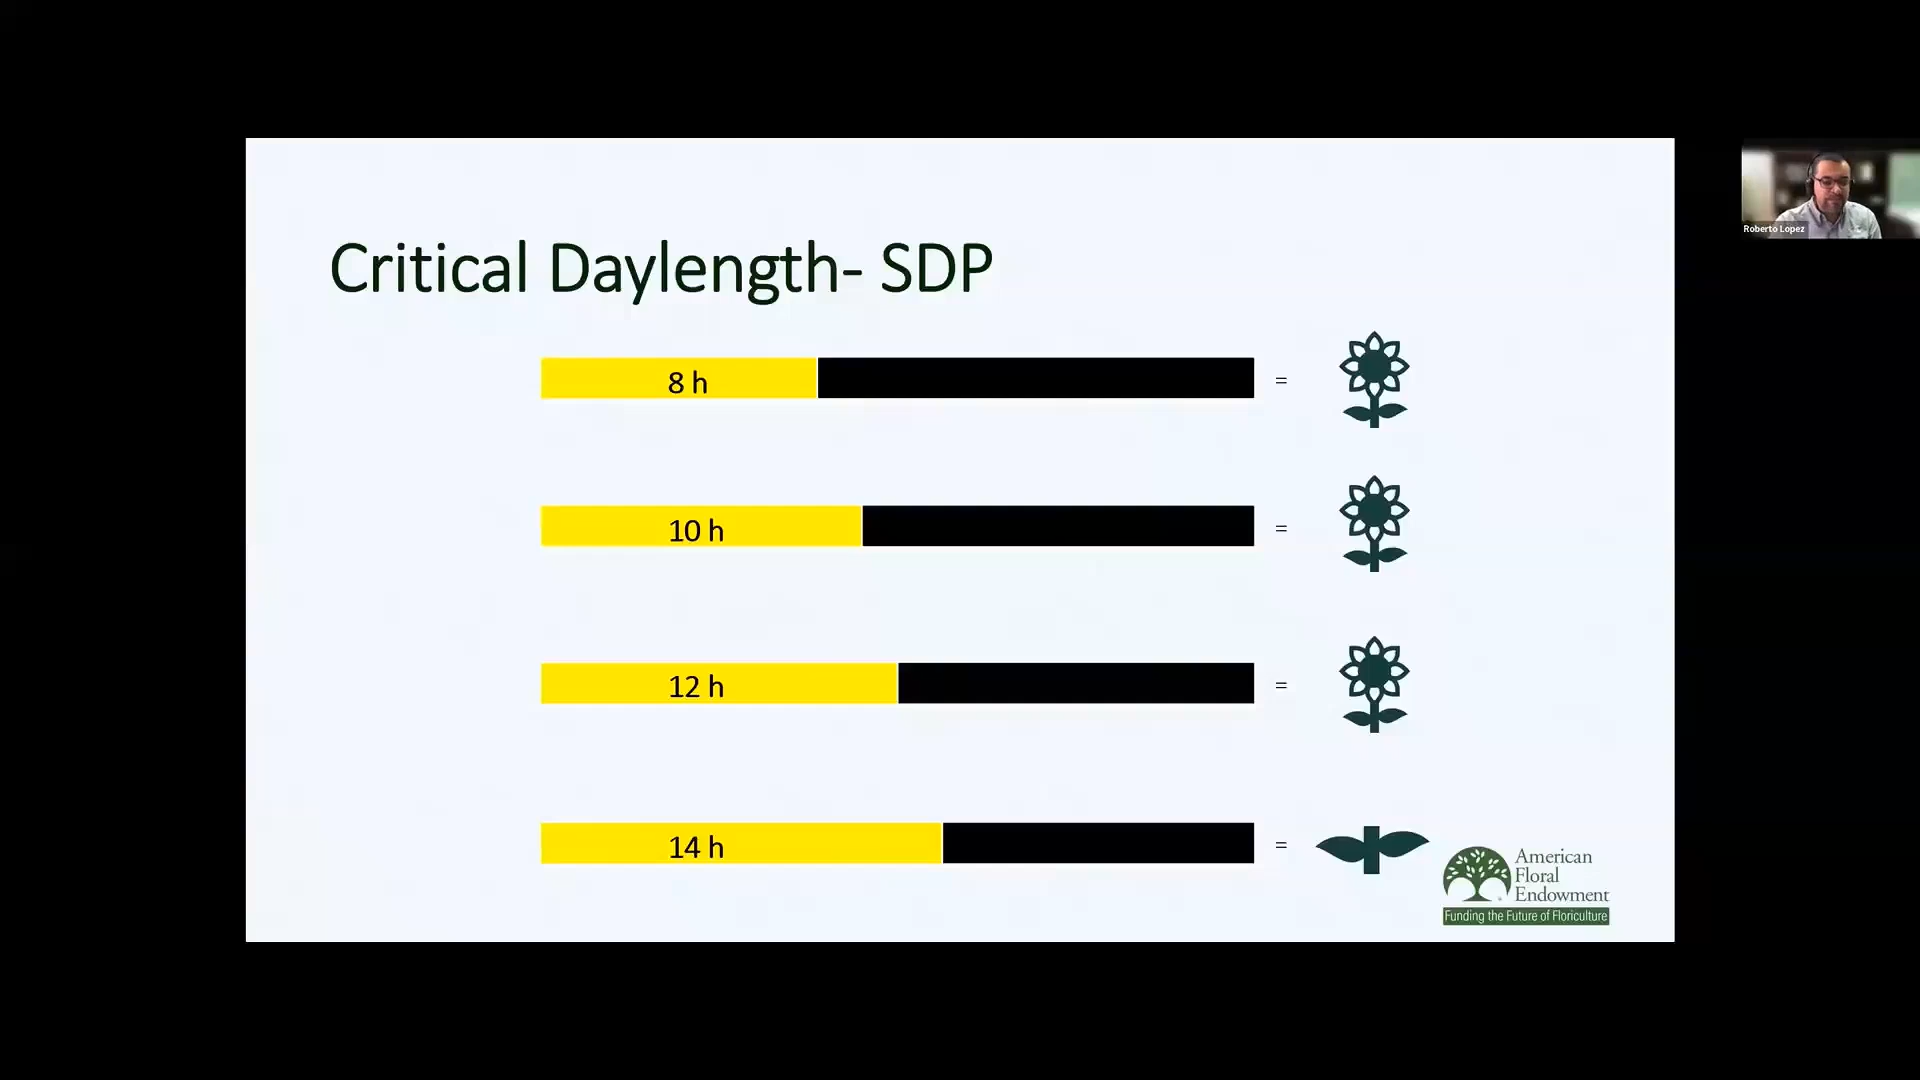 Critical Daylength- SDP
8 h
=
10 h
=
12 h
=
14 h
=
American
Floral
Endowment
Funding the Future of Floriculture
Roberto Lopez